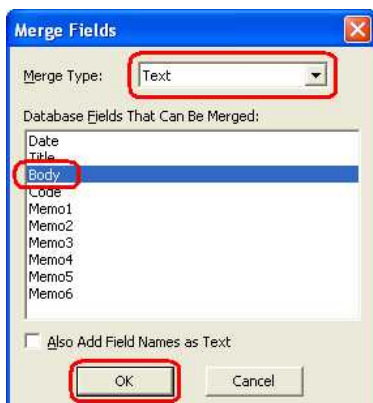 Merge Fields
Merge Type: Text
Database Fields That Can Be Merged:
Date
Title
Body
Code
Memo1
Memo2
Memo3
Memo4
Memo5
Memo6
Also Add Field Names as Text
OK Cancel